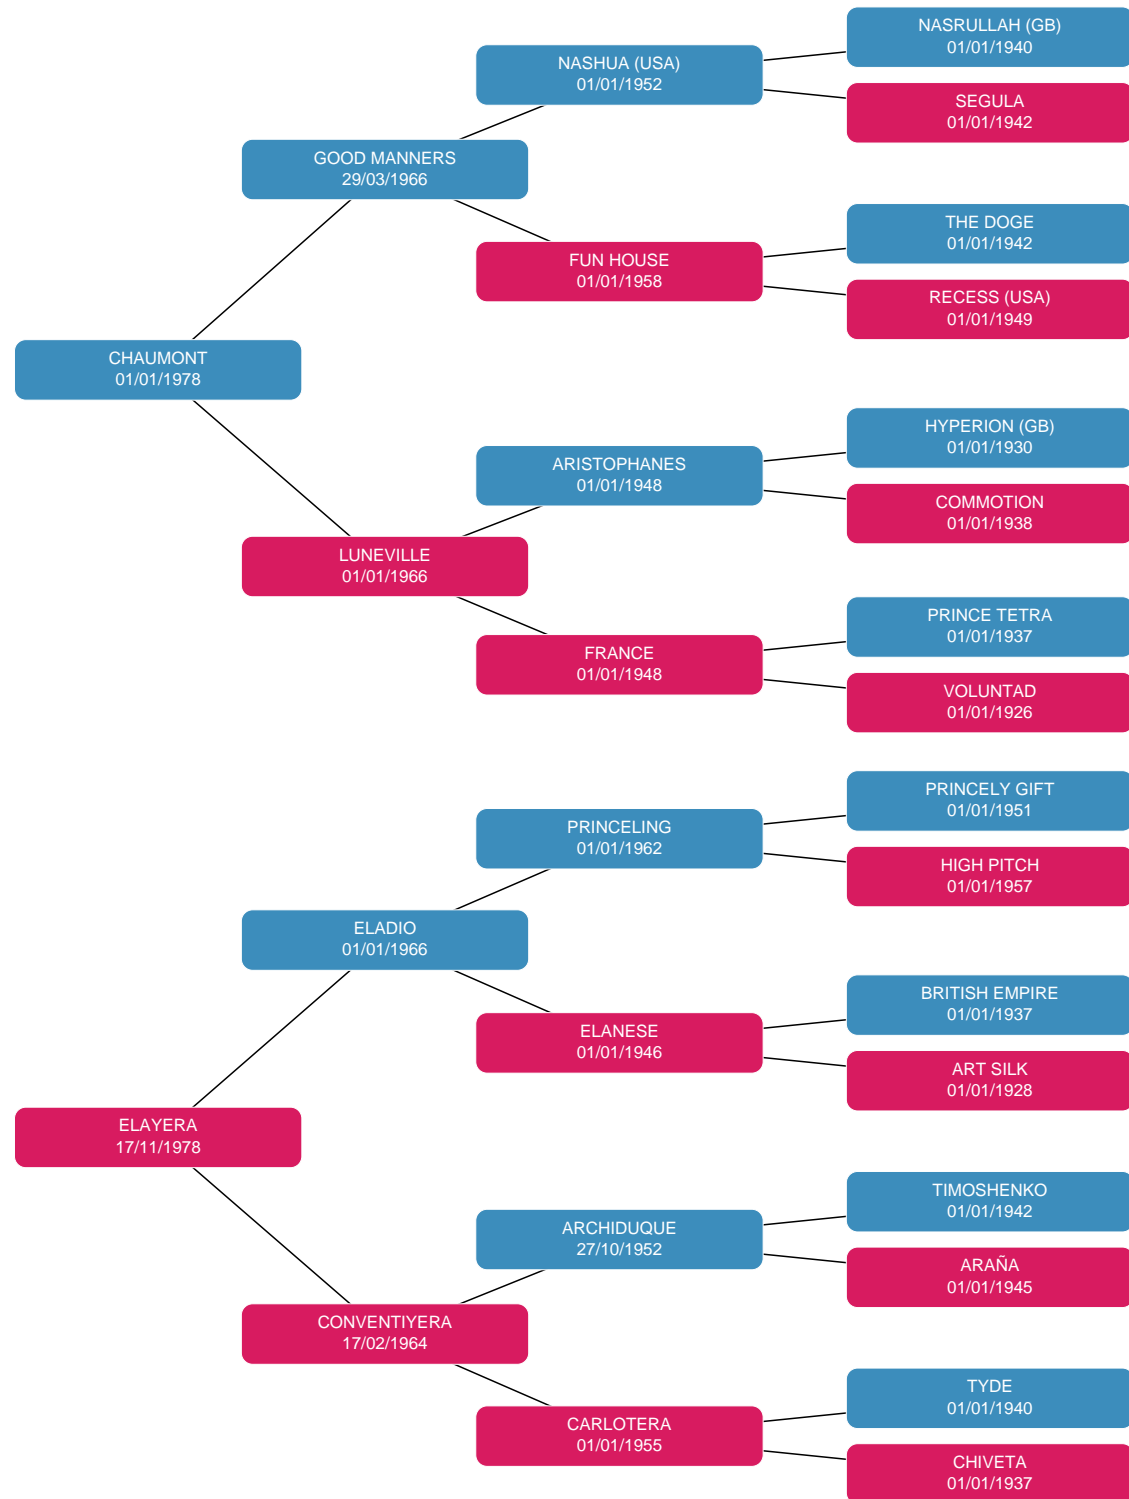 NASRULLAH (GB)
01/01/1940
NASHUA (USA)
01/01/1952
SEGULA
01/01/1942
GOOD MANNERS
29/03/1966
THE DOGE
01/01/1942
FUN HOUSE
01/01/1958
RECESS (USA)
01/01/1949
CHAUMONT
01/01/1978
HYPERION (GB)
01/01/1930
ARISTOPHANES
01/01/1948
COMMOTION
01/01/1938
LUNEVILLE
01/01/1966
PRINCE TETRA
01/01/1937
FRANCE
01/01/1948
VOLUNTAD
01/01/1926
PRINCELY GIFT
01/01/1951
PRINCELING
01/01/1962
HIGH PITCH
01/01/1957
ELADIO
01/01/1966
BRITISH EMPIRE
01/01/1937
ELANESE
01/01/1946
ART SILK
01/01/1928
ELAYERA
17/11/1978
TIMOSHENKO
01/01/1942
ARCHIDUQUE
27/10/1952
ARAÑA
01/01/1945
CONVENTIYERA
17/02/1964
TYDE
01/01/1940
CARLOTERA
01/01/1955
CHIVETA
01/01/1937